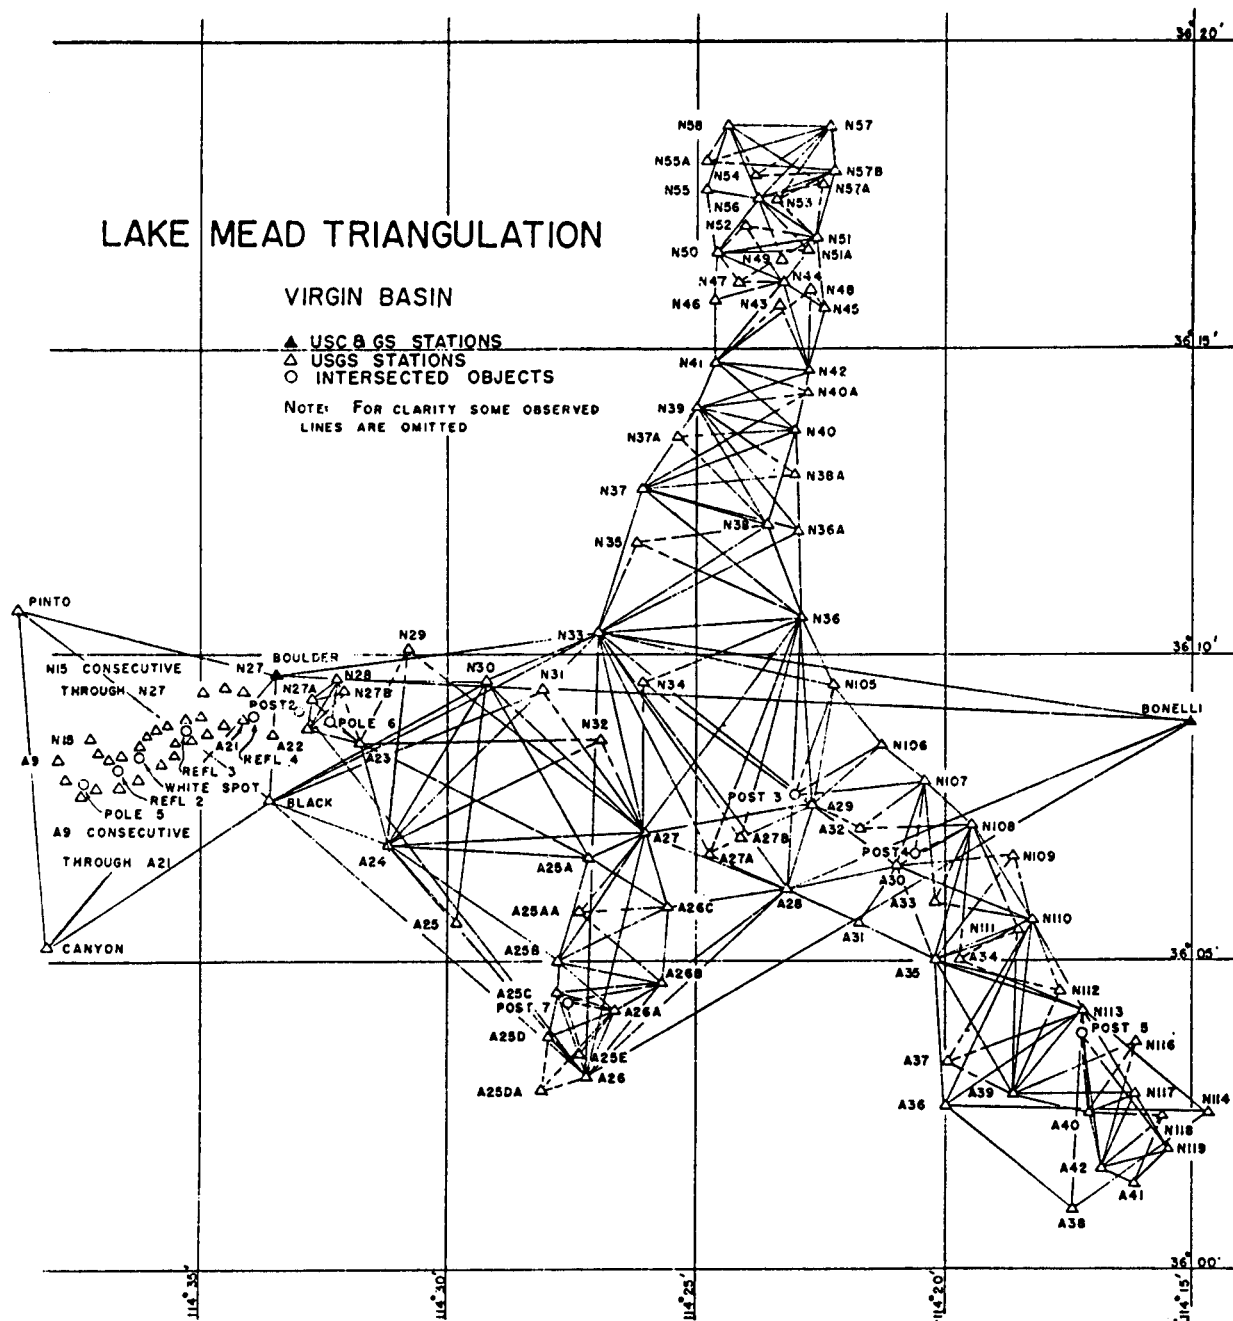 36° 20'
N58
N57
N55A
N54
N57B
N57A
N55
N56
N53
LAKE MEAD TRIANGULATION
N52
N51
N50
N49
N51A
N47
N44
N48
VIRGIN BASIN
N46
N43
N45
USC & GS STATIONS
USGS STATIONS
INTERSECTED OBJECTS
36° 15'
N41
N42
N40A
NOTE: FOR CLARITY SOME OBSERVED
LINES ARE OMITTED
N39
N37A
N40
N38A
N37
N38
N36A
N35
PINTO
N36
N29
N33
36° 10'
BOULDER
N15 CONSECUTIVE
N27
N28
N30
N31
N34
N105
THROUGH N27
N27A
N27B
POST 2
BONELLI
POLE 6
N32
N15
A21
A22
A23
N106
A9
REFL 4
REFL 3
WHITE SPOT
N107
REFL 2
BLACK
POST 3
A29
POLE 5
A32
N108
A9 CONSECUTIVE
A27
A27B
THROUGH A21
A24
A25A
A27A
POST 4
N109
A30
A28
A33
A25AA
A26C
A25
A31
N110
N111
CANYON
A25B
36° 05'
A35
A34
A26B
A25C
N112
POST 7
A26A
N113
A25D
POST 5
A25E
N116
A37
A26
A25DA
A39
N117
N114
A36
A40
N118
N119
A42
A41
A38
36° 00'
114° 35'
114° 30'
114° 25'
114° 20'
114° 15'